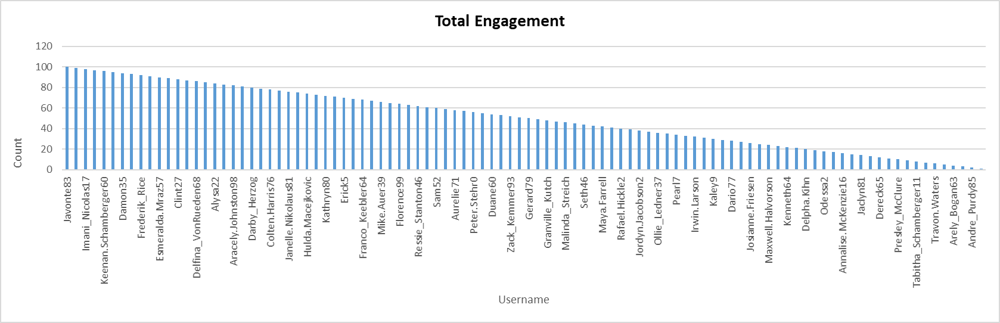 Total Engagement
120
100
80
60
40
20
0
Count
Javonte83
Imani_Nicolas17
Keenan.Schamberger60
Damon35
Frederik_Rice
Esmeralda.Mraz57
Clint27
Delfina_VonRueden68
Alysa22
Aracely.Johnston98
Darby_Herzog
Colten.Harris76
Janelle.Nikolaus81
Hulda.Macejkovic
Kathryn80
Erick5
Franco_Keebler64
Mike.Auer39
Florence99
Ressie_Stanton46
Sam52
Aurelie71
Peter.Stehr0
Duane60
Zack_Kemmer93
Gerard79
Granville_Kutch
Malinda_Streich
Seth46
Maya.Farrell
Rafael.Hickle2
Jordyn.Jacobson2
Ollie_Ledner37
Pearl7
Irwin.Larson
Kaley9
Dario77
Josianne.Friesen
Maxwell.Halvorson
Kenneth64
Delpha.Kihn
Odessa2
Annalise.McKenzie16
Jaclyn81
Dereck65
Presley_McClure
Tabitha_Schamberger11
Travon.Waters
Arely_Bogan63
Andre_Purdy85
Username